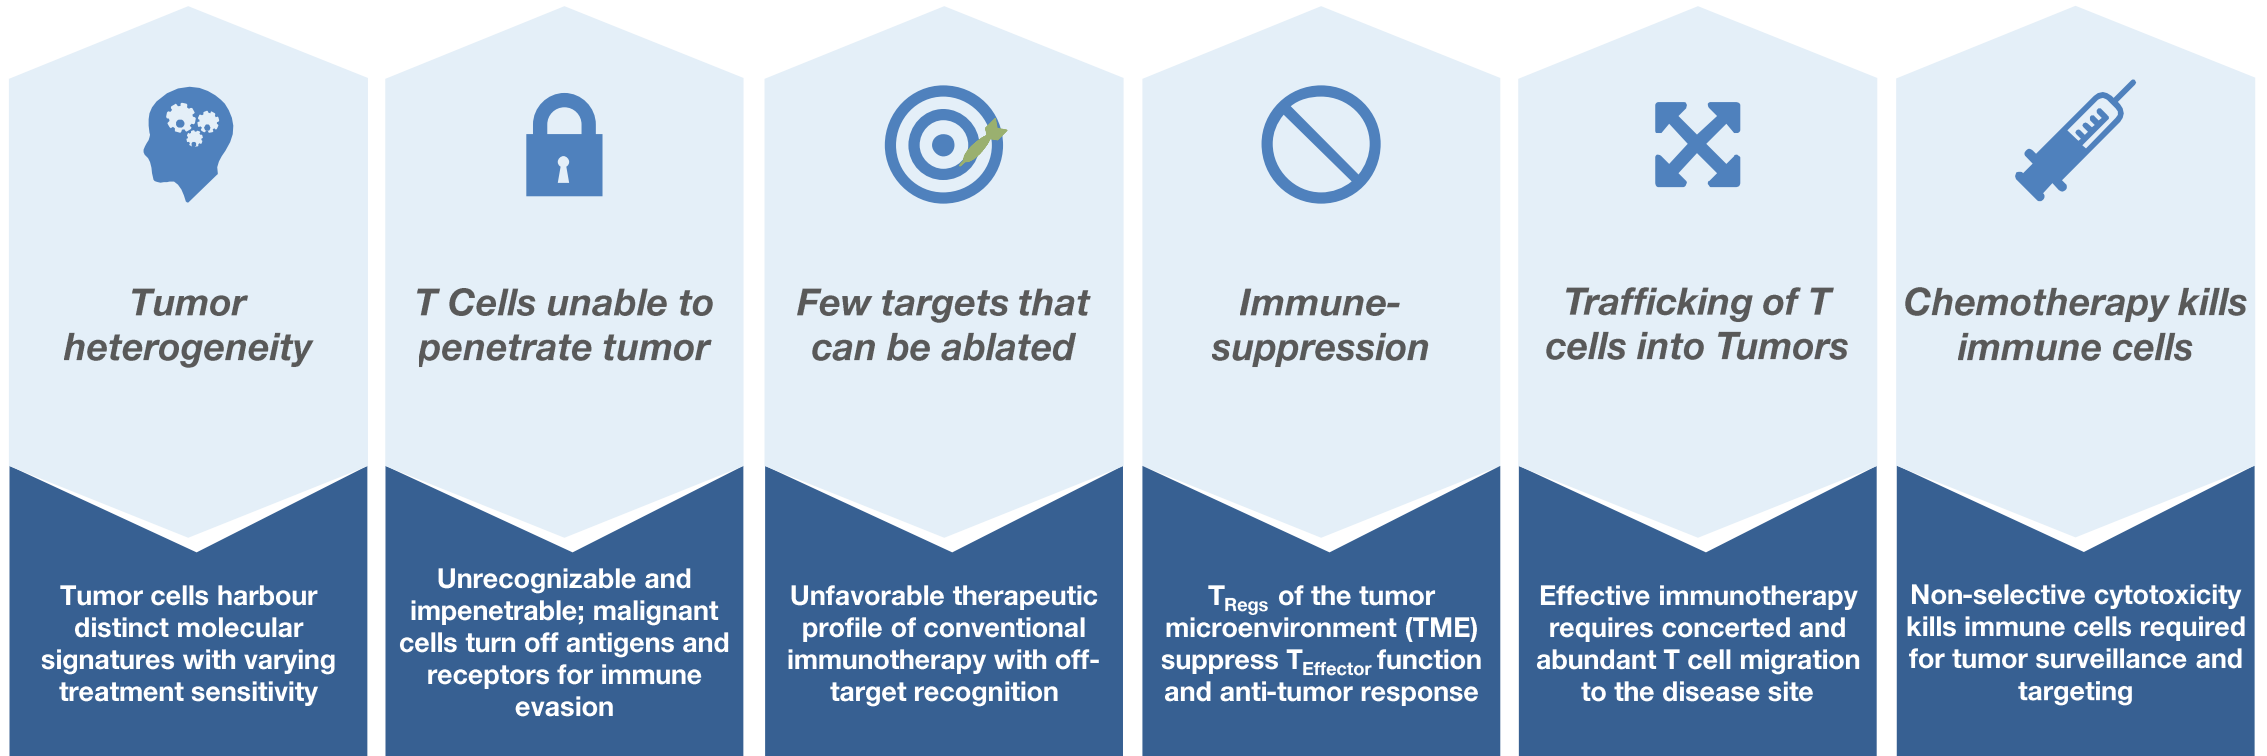 Tumor
heterogeneity
Tumor cells harbour
distinct molecular
signatures with varying
treatment sensitivity
T Cells unable to
penetrate tumor
Unrecognizable and
impenetrable; malignant
cells turn off antigens and
receptors for immune
evasion
Few targets that
can be ablated
Unfavorable therapeutic
profile of conventional
immunotherapy with off-
target recognition
Immune-
suppression
TRegs of the tumor
microenvironment (TME)
suppress TEffector function
and anti-tumor response
Trafficking of T
cells into Tumors
Effective immunotherapy
requires concerted and
abundant T cell migration
to the disease site
Chemotherapy kills
immune cells
Non-selective cytotoxicity
kills immune cells required
for tumor surveillance and
targeting